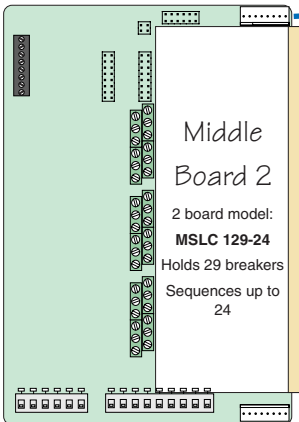 Middle
Board 2
2 board model:
MSLC 129-24
Holds 29 breakers
Sequences up to
24